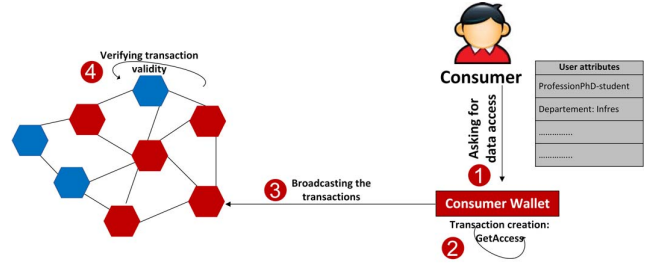 Verifying transaction
validity
4
Consumer
User attributes
ProfessionPhD-student
Departement: Infres
..............
..............
Asking for
data access
1
3
Broadcasting the
transactions
Consumer Wallet
Transaction creation:
GetAccess
2